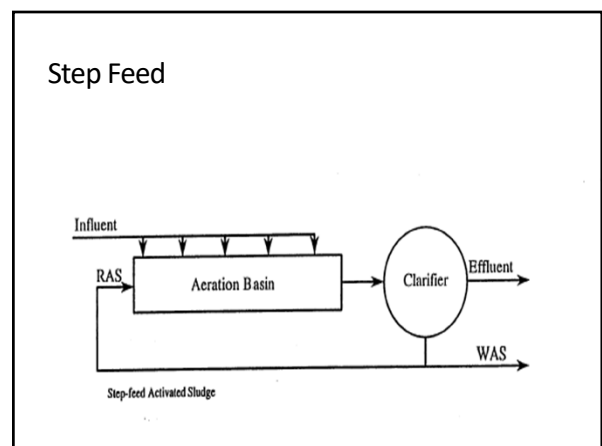 Step Feed
Influent
RAS
Aeration Basin
Clarifier
Effluent
WAS
Step-feed Activated Sludge